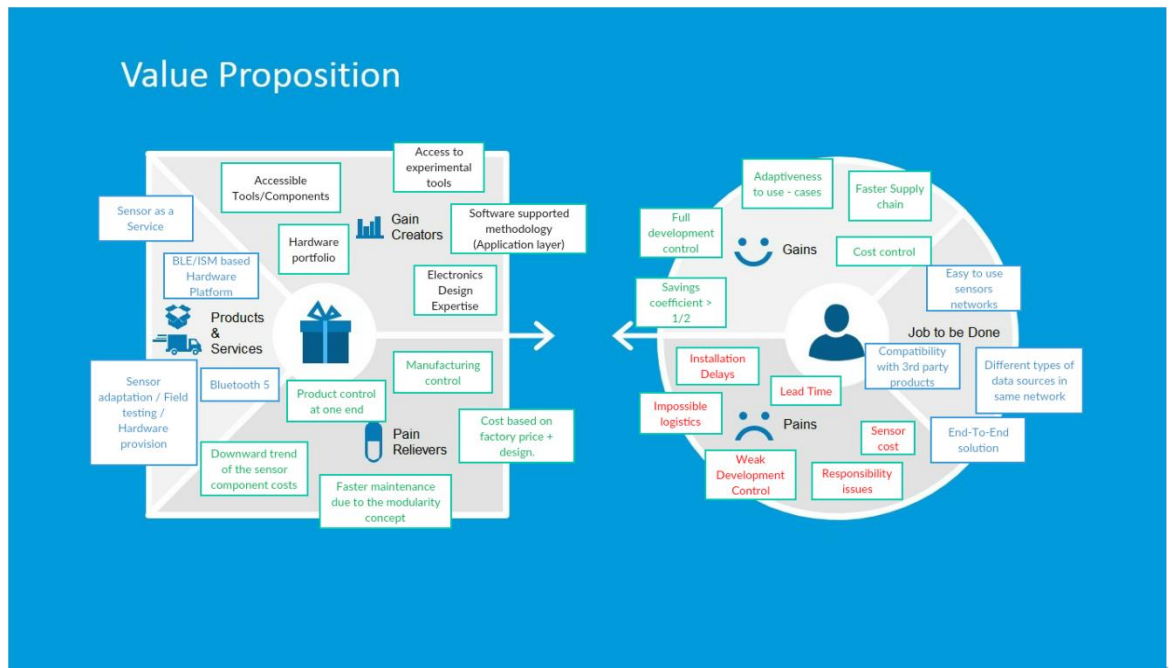 Value Proposition
Access to
experimental
tools
Accessible
Tools/Components
Sensor as a
Service
Gain
Creators
Software supported
methodology
(Application layer)
Hardware
portfolio
BLE/ISM based
Hardware
Platform
Electronics
Design
Expertise
Products
&
Services
Manufacturing
control
Sensor
adaptation / Field
testing /
Hardware
provision
Bluetooth 5
Product control
at one end
Pain
Relievers
Cost based on
factory price +
design.
Downward trend
of the sensor
component costs
Faster maintenance
due to the modularity
concept
Adaptiveness
to use - cases
Faster Supply
chain
Full
development
control
Gains
Cost control
Easy to use
sensors
networks
Savings
coefficient >
1/2
Job to be Done
Installation
Delays
Compatibility
with 3rd party
products
Different types of
data sources in
same network
Lead Time
Impossible
logistics
Pains
Sensor
cost
End-To-End
solution
Weak
Development
Control
Responsibility
issues